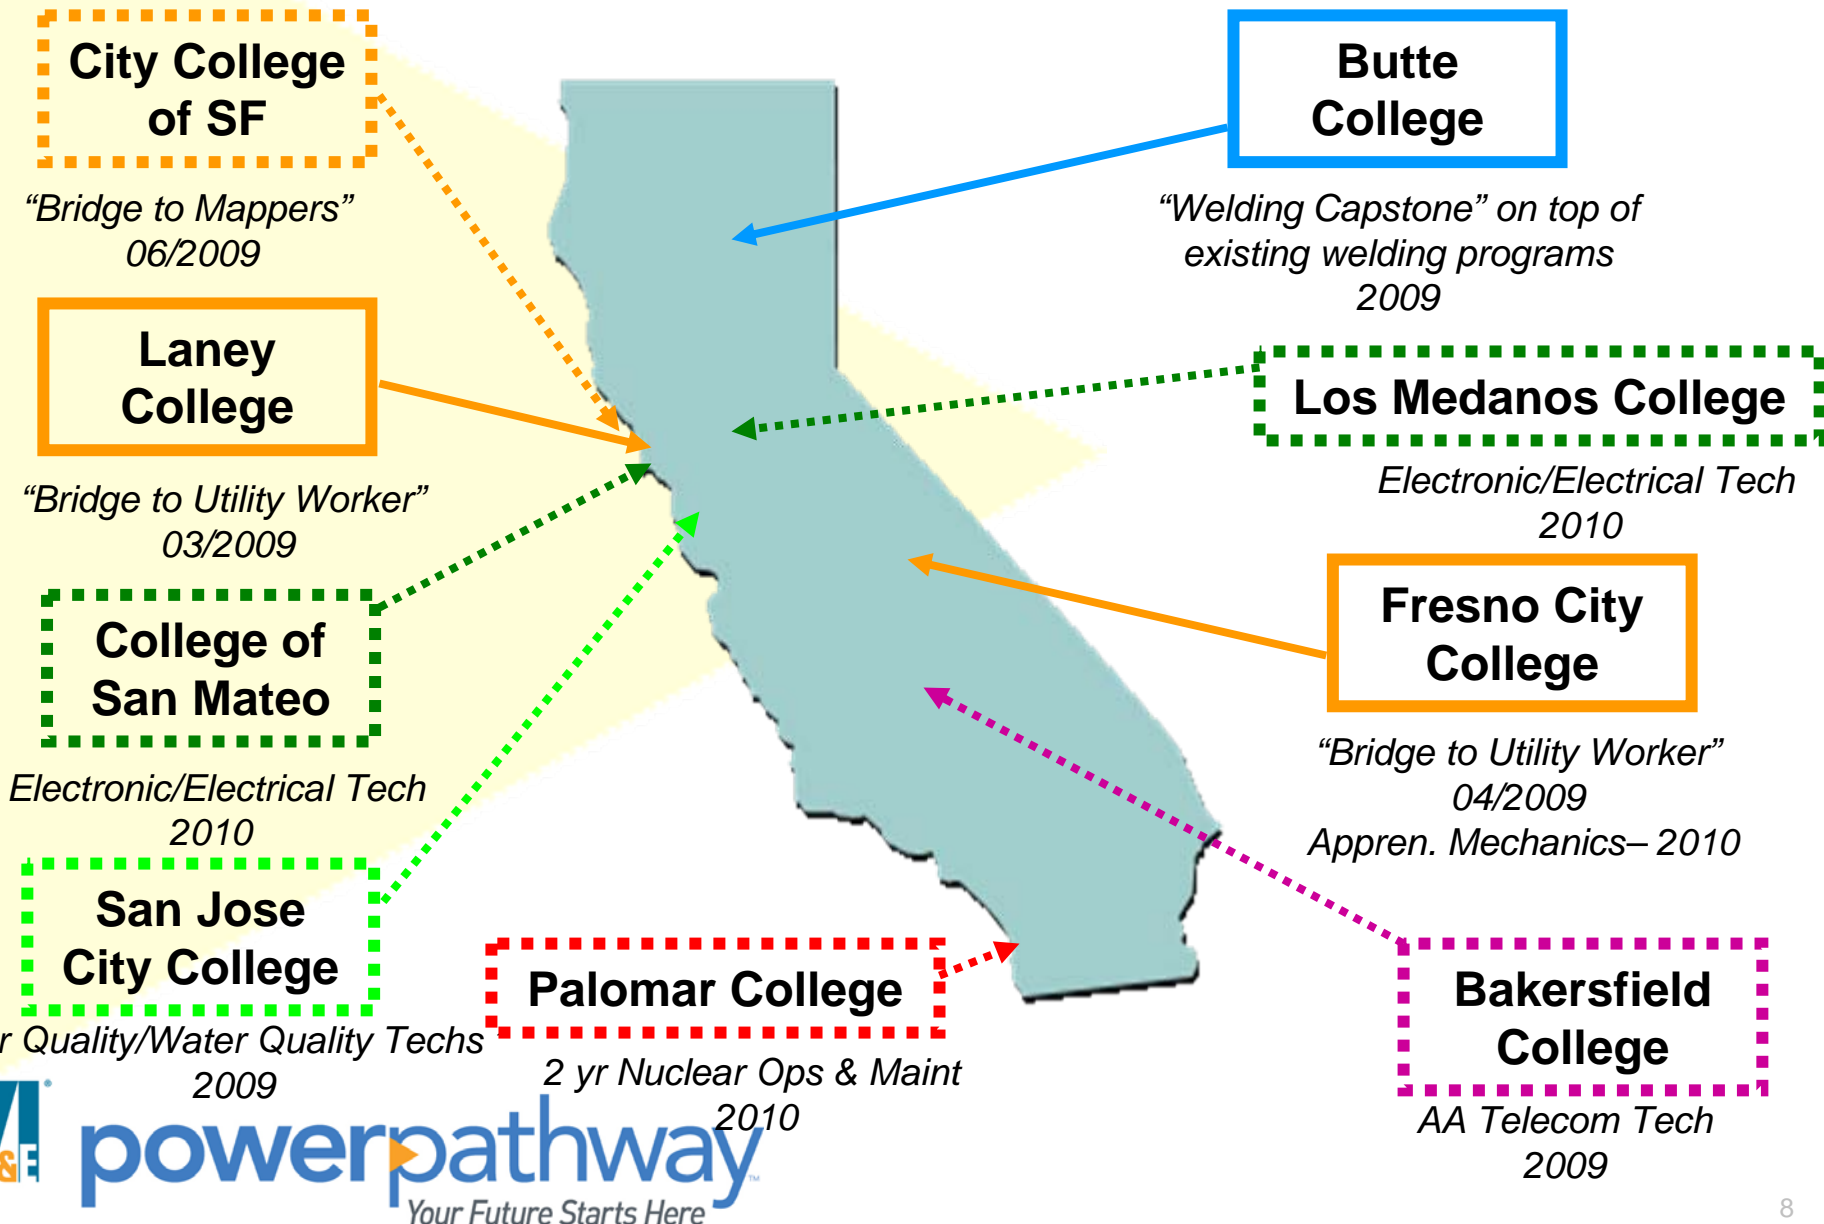 City College
of SF
“Bridge to Mappers”
06/2009
Laney
College
“Bridge to Utility Worker”
03/2009
College of
San Mateo
Electronic/Electrical Tech
2010
San Jose
City College
r Quality/Water Quality Techs
2009
Palomar College
2 yr Nuclear Ops & Maint
2010
Butte
College
“Welding Capstone” on top of
existing welding programs
2009
Los Medanos College
Electronic/Electrical Tech
2010
Fresno City
College
“Bridge to Utility Worker”
04/2009
Appren. Mechanics– 2010
Bakersfield
College
AA Telecom Tech
2009
&E
powerpathway™
Your Future Starts Here
8